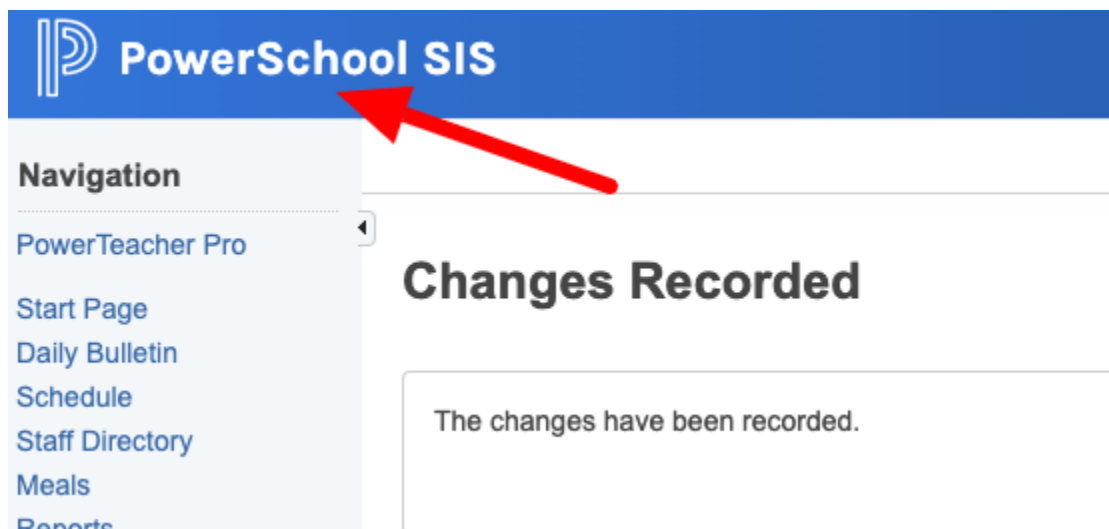 PowerSchool SIS
Navigation
PowerTeacher Pro
Start Page
Daily Bulletin
Schedule
Staff Directory
Meals
Reports
Changes Recorded
The changes have been recorded.